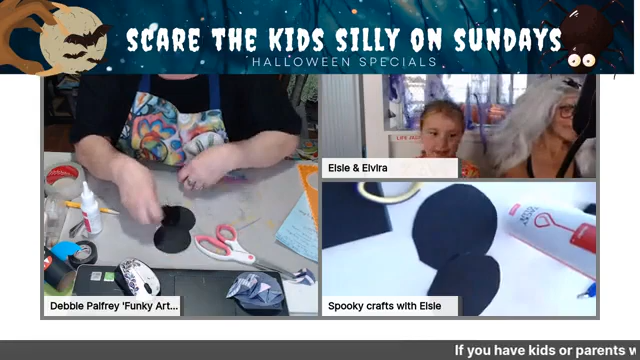 SCARE THE KIDS SILLY ON SUNDAYS
HALLOWEEN SPECIALS
Elsie & Elvira
Debbie Palfrey 'Funky Art...
Spooky crafts with Elsie
If you have kids or parents w